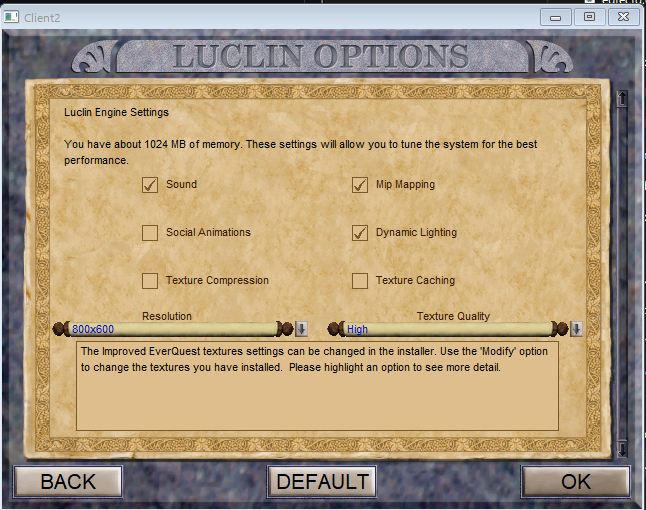 Client2
LUCLIN OPTIONS
Luclin Engine Settings
You have about 1024 MB of memory. These settings will allow you to tune the system for the best
performance.
Sound
Mip Mapping
Social Animations
Dynamic Lighting
Texture Compression
Texture Caching
Resolution
Texture Quality
800x600
High
The Improved EverQuest textures settings can be changed in the installer. Use the 'Modify' option
to change the textures you have installed.  Please highlight an option to see more detail.
BACK
DEFAULT
OK